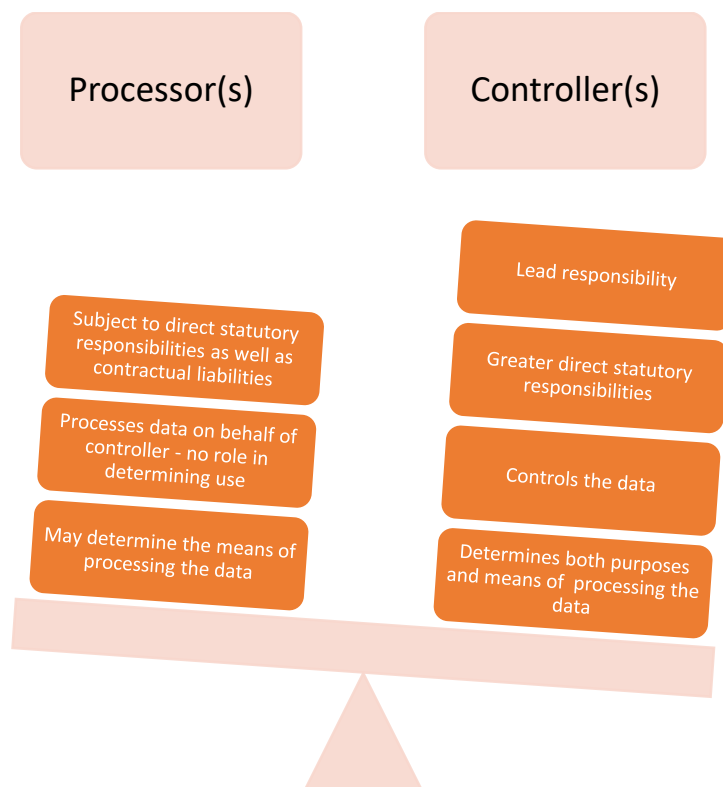 Processor(s)
Controller(s)
Subject to direct statutory
responsibilities as well as
contractual liabilities
Processes data on behalf of
controller - no role in
determining use
May determine the means of
processing the data
Lead responsibility
Greater direct statutory
responsibilities
Controls the data
Determines both purposes
and means of processing the
data